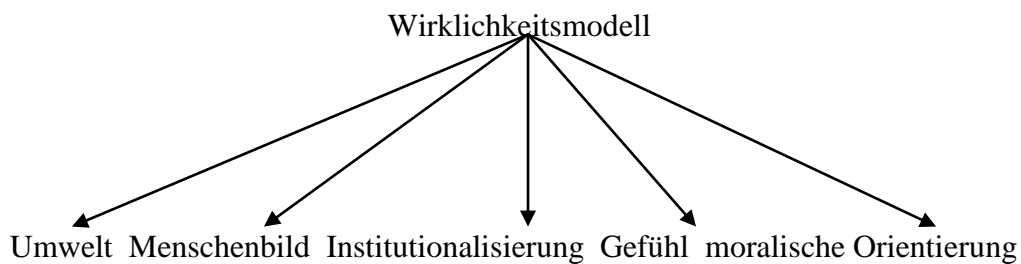 Wirklichkeitsmodell
Umwelt Menschenbild Institutionalisierung Gefühl moralische Orientierung